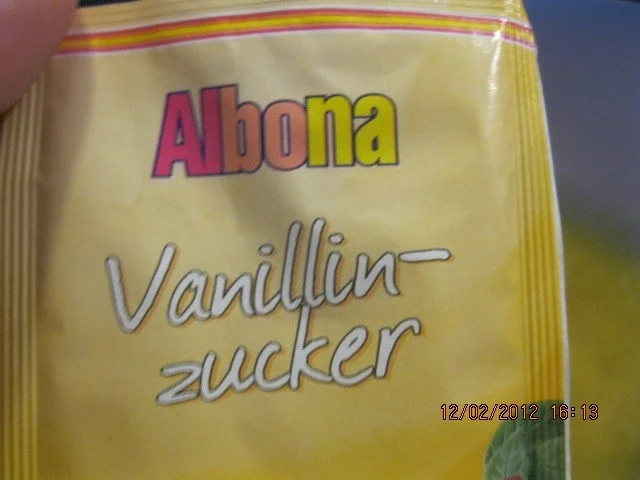 Albona
Vanillin-
zucker
12/02/2012 16:13